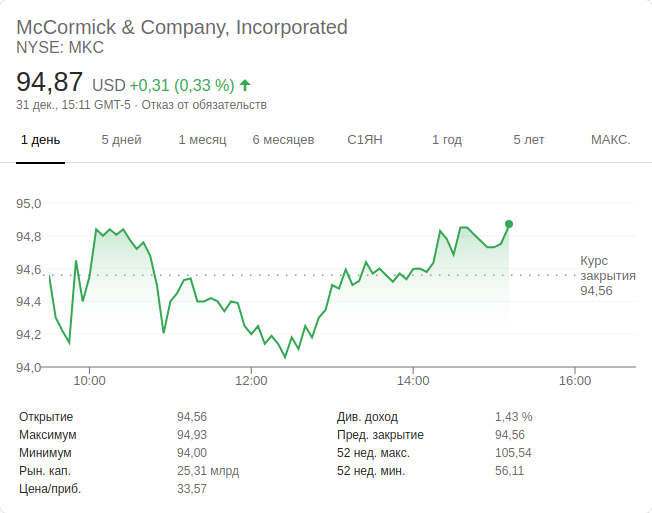 McCormick & Company, Incorporated
NYSE: MKC
94,87 USD +0,31 (0,33 %)
31 дек., 15:11 GMT-5 · Отказ от обязательств
1 день 5 дней 1 месяц 6 месяцев С1ЯН 1 год 5 лет МАКС.
95,0
94,8
94,6
94,4
94,2
94,0
Курс
закрытия
94,56
10:00 12:00 14:00 16:00
Открытие 94,56 Див. доход 1,43 %
Максимум 94,93 Пред. закрытие 94,56
Минимум 94,00 52 нед. макс. 105,54
Рын. кап. 25,31 млрд 52 нед. мин. 56,11
Цена/приб. 33,57